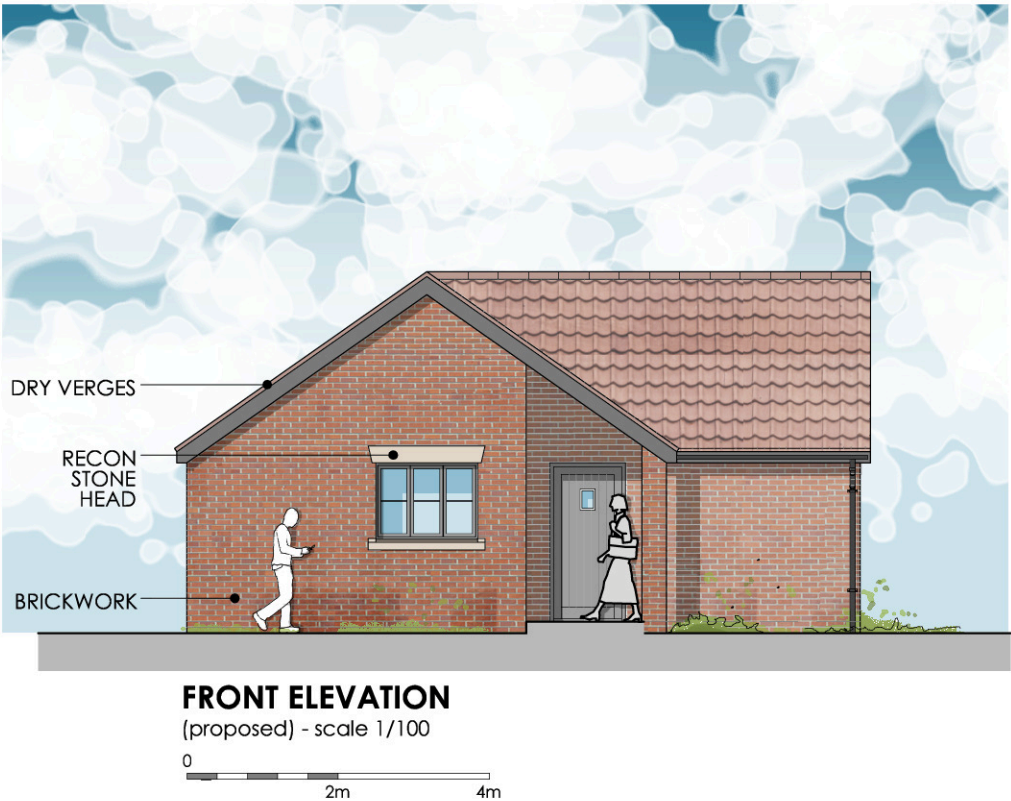 DRY VERGES
RECON
STONE
HEAD
BRICKWORK
FRONT ELEVATION
(proposed) - scale 1/100
0
2m
4m